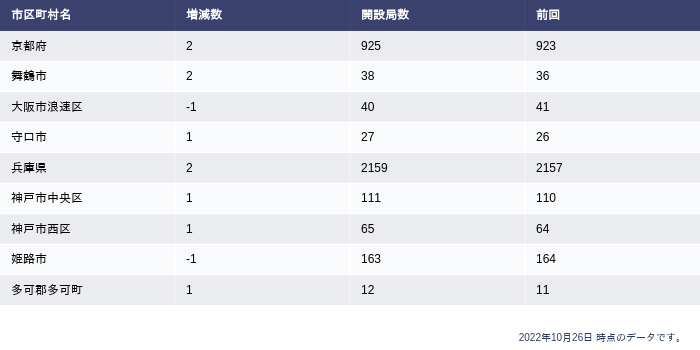 市区町村名 増減数 開設局数 前回
京都府 2 925 923
舞鶴市 2 38 36
大阪市浪速区 -1 40 41
守口市 1 27 26
兵庫県 2 2159 2157
神戸市中央区 1 111 110
神戸市西区 1 65 64
姫路市 -1 163 164
多可郡多可町 1 12 11
2022年10月26日 時点のデータです。